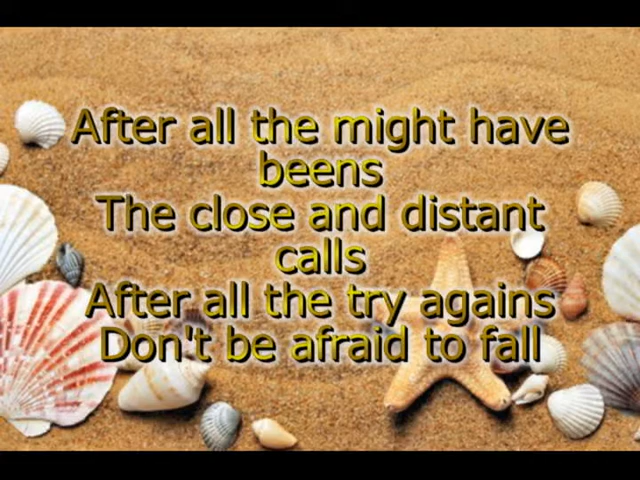 After all the might have
beens
The close and distant
calls
After all the try agains
Don't be afraid to fall